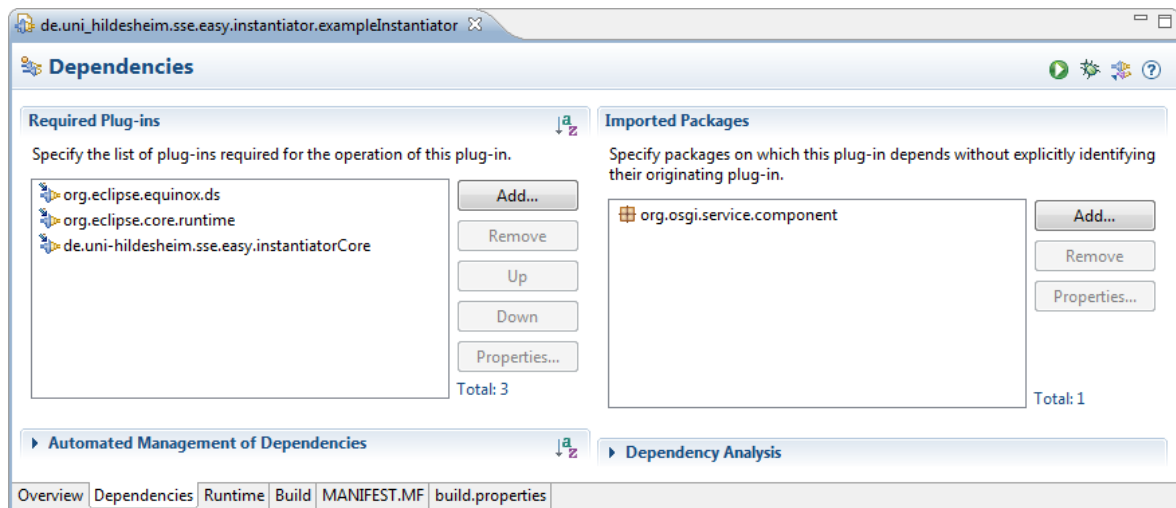 de.uni_hildesheim.sse.easy.instantiator.exampleInstantiator
Dependencies
Required Plug-ins
Specify the list of plug-ins required for the operation of this plug-in.
org.eclipse.equinox.ds
org.eclipse.core.runtime
de.uni-hildesheim.sse.easy.instantiatorCore
Add...
Remove
Up
Down
Properties...
Total: 3
Automated Management of Dependencies
Imported Packages
Specify packages on which this plug-in depends without explicitly identifying
their originating plug-in.
org.osgi.service.component
Add...
Remove
Properties...
Total: 1
Dependency Analysis
Overview Dependencies Runtime Build MANIFEST.MF build.properties